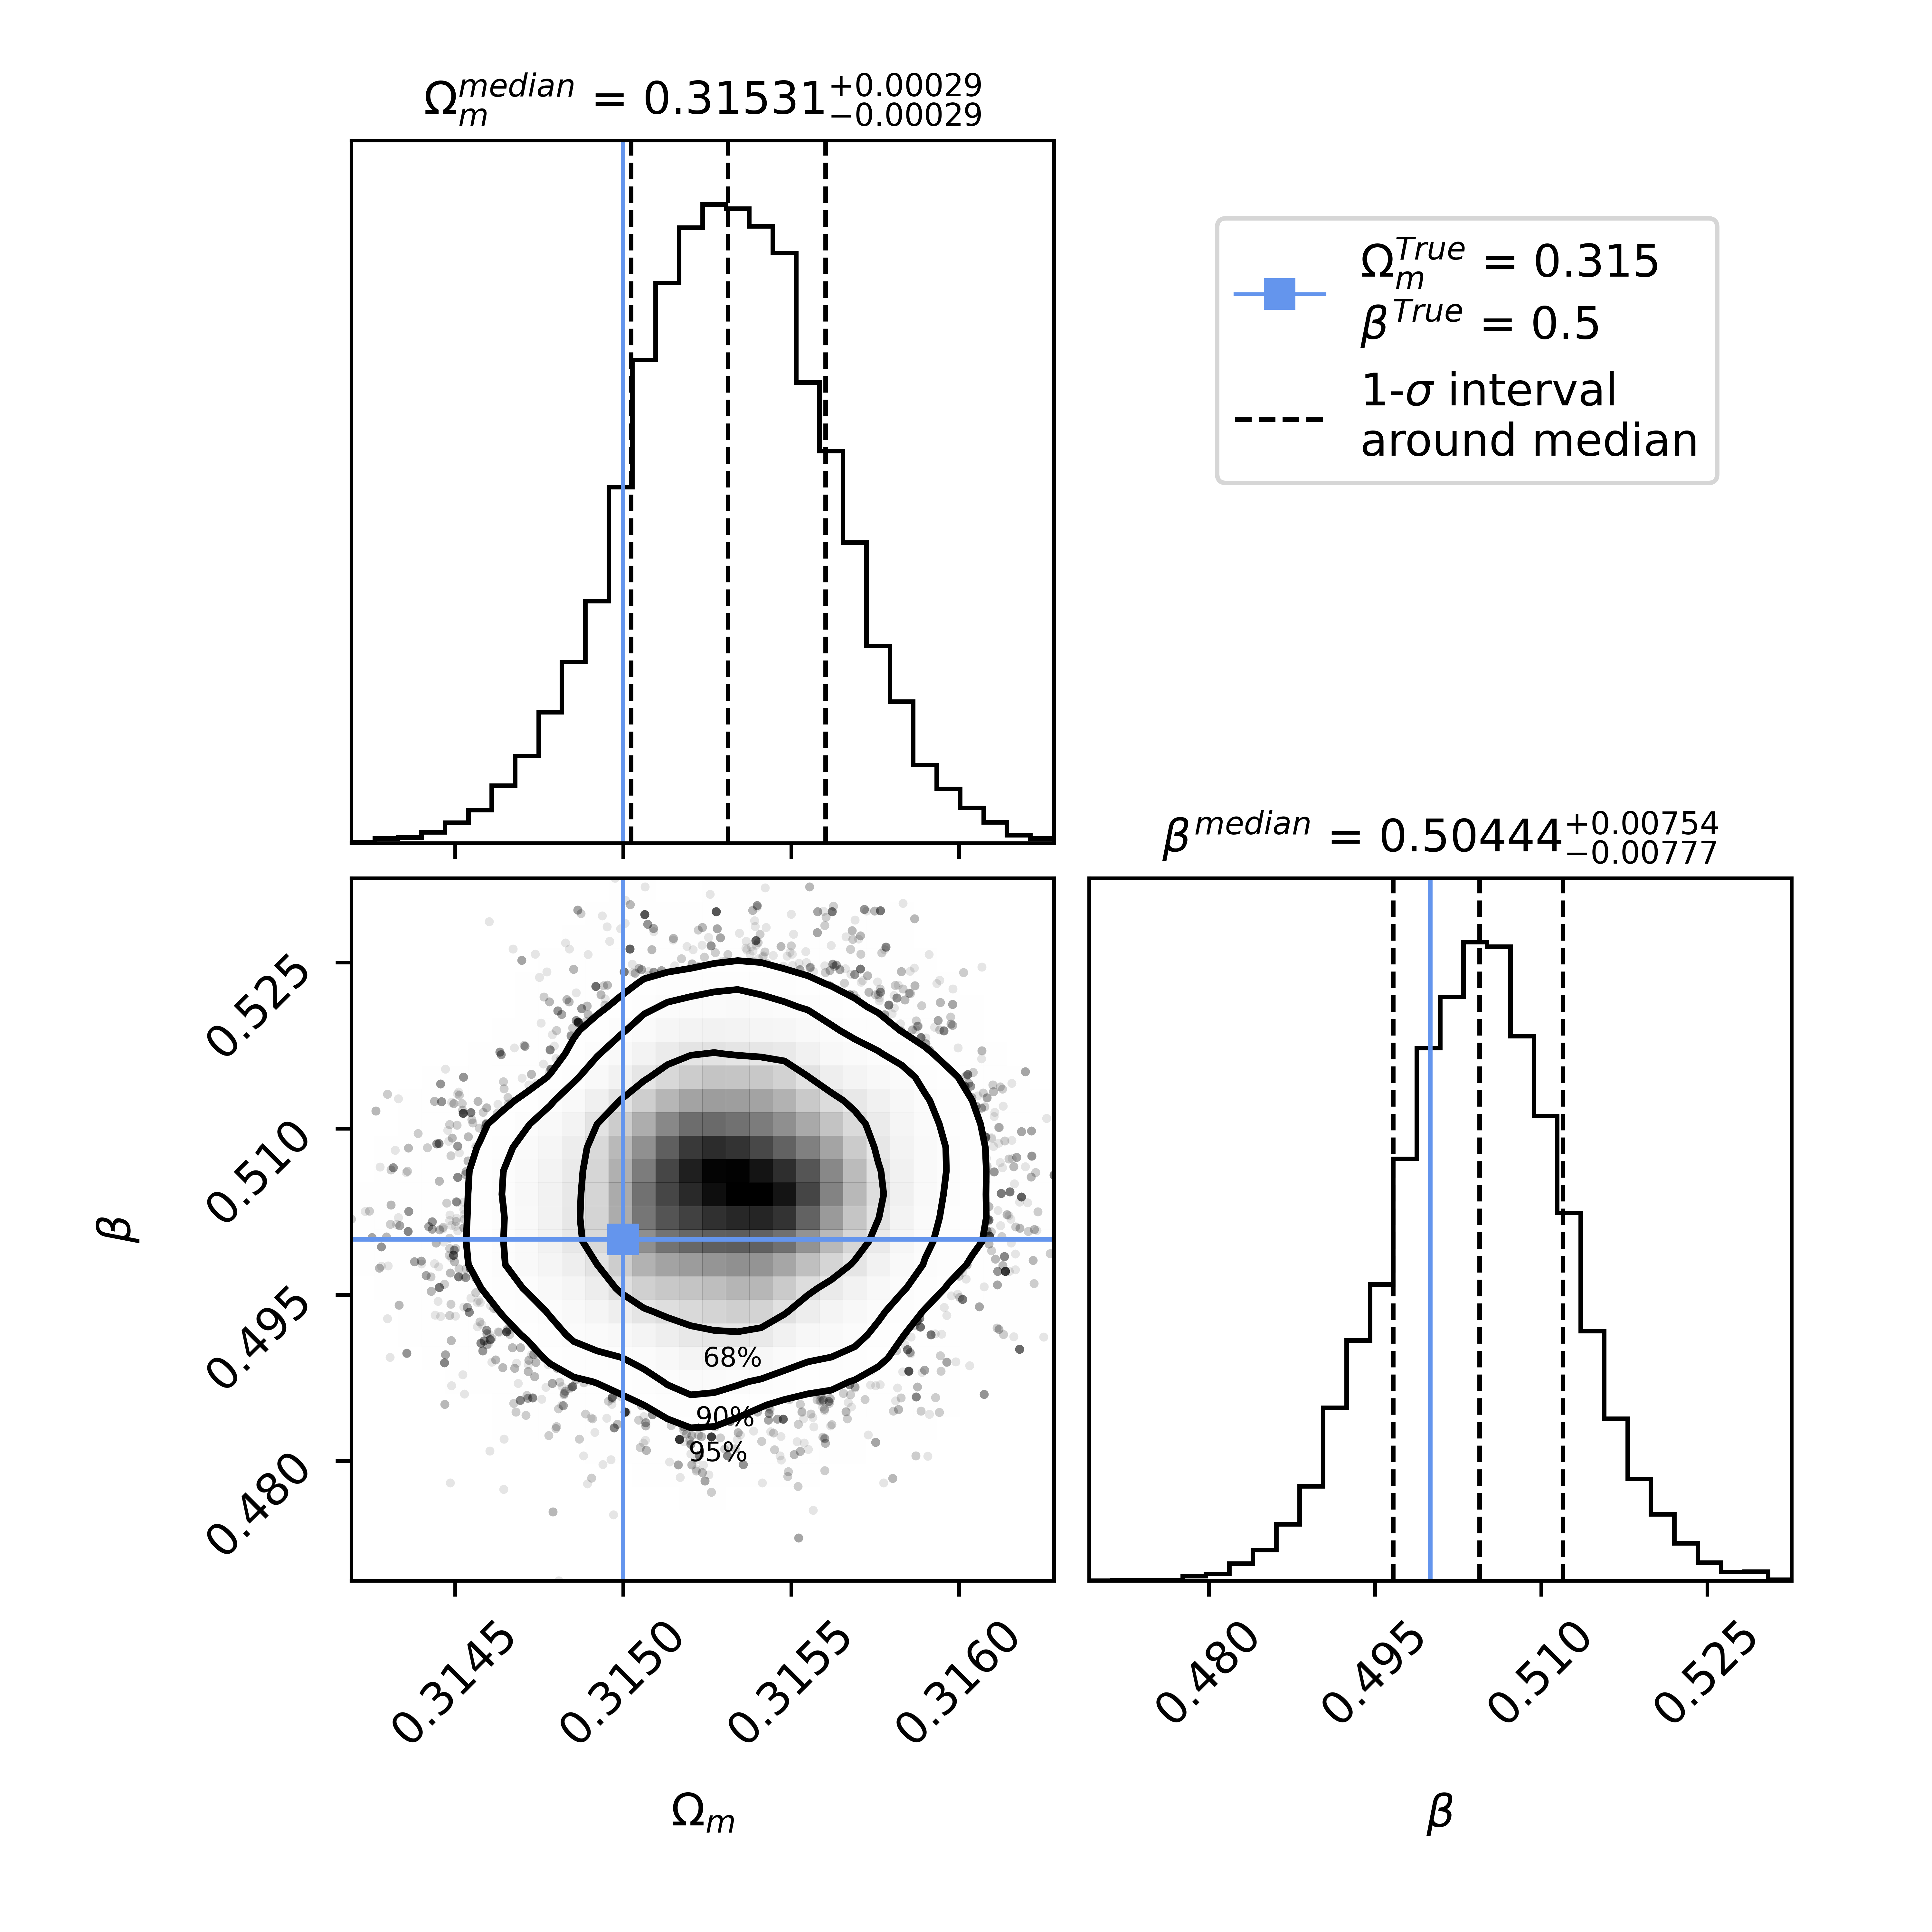 Ω_m^median = 0.31531 +0.00029 −0.00029
Ω_m^True = 0.315
β^True = 0.5
1-σ interval
around median
β^median = 0.50444 +0.00754 −0.00777
β
0.525
0.510
0.495
0.480
68%
90%
95%
0.3145 0.3150 0.3155 0.3160
Ω_m
0.480 0.495 0.510 0.525
β